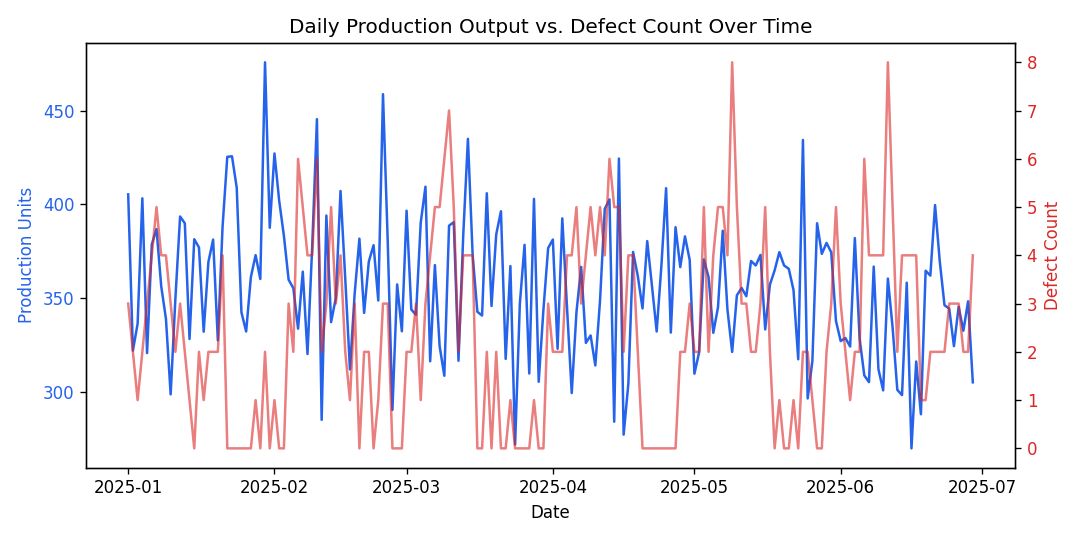 Daily Production Output vs. Defect Count Over Time
Production Units
450
400
350
300
8
7
6
5
4
3
2
1
0
Defect Count
2025-01 2025-02 2025-03 2025-04 2025-05 2025-06 2025-07
Date